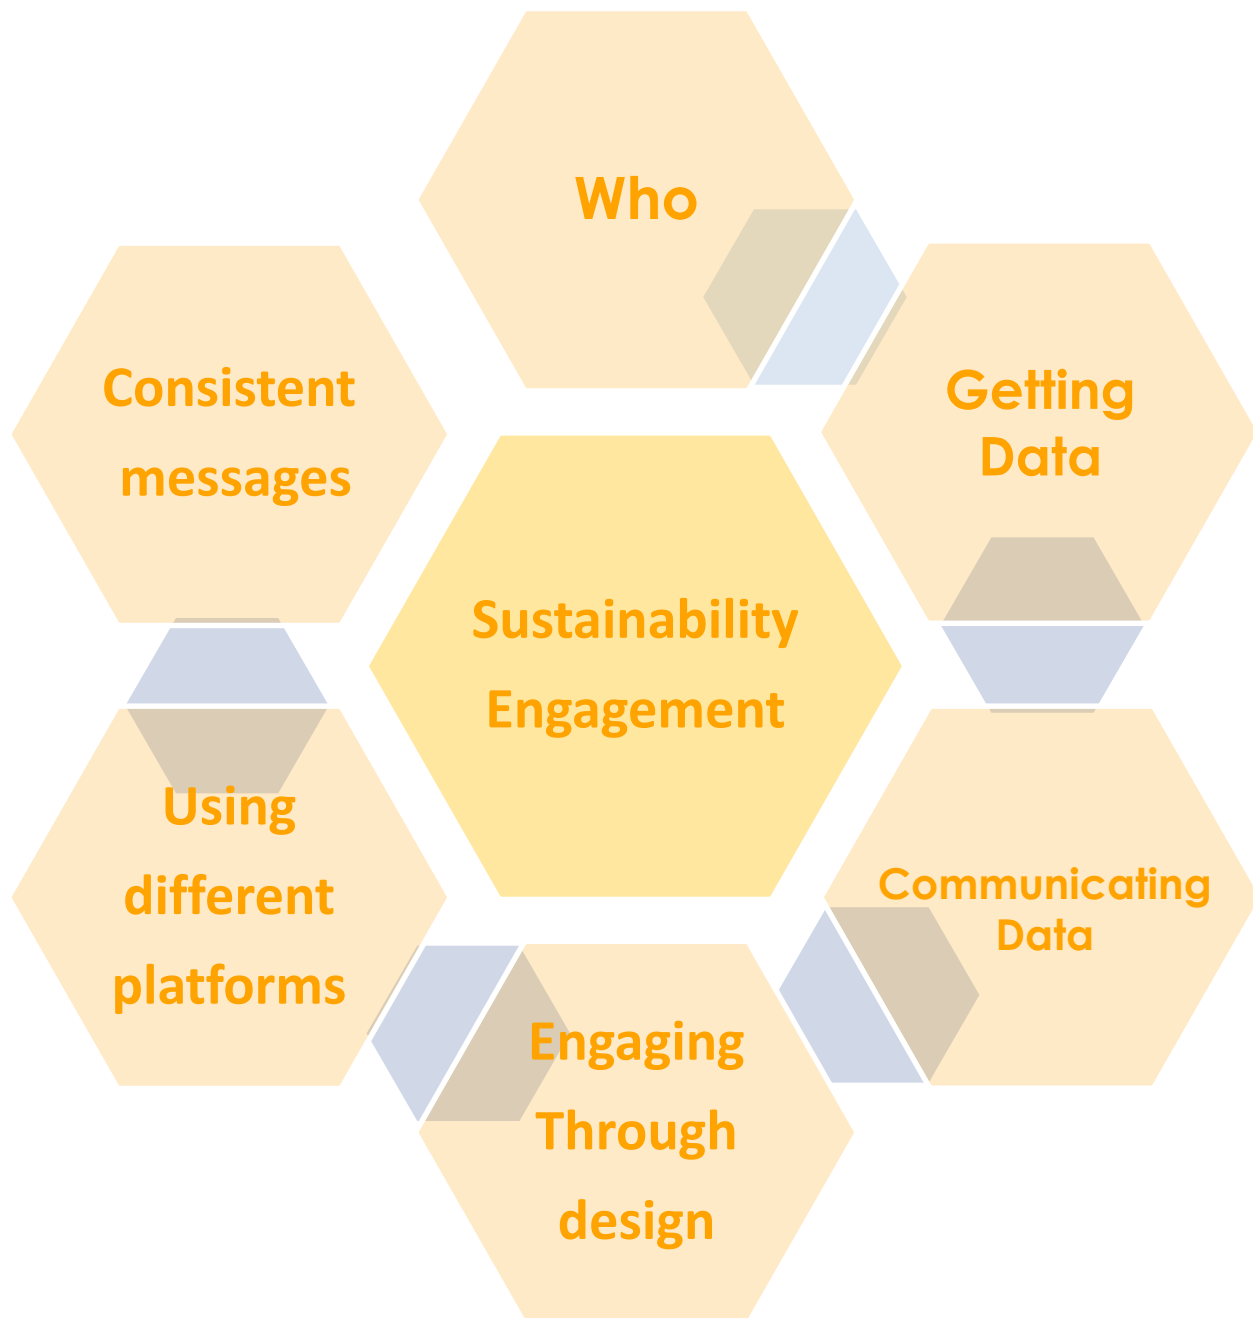 Who
Getting
Data
Communicating
Data
Engaging
Through
design
Using
different
platforms
Consistent
messages
Sustainability
Engagement